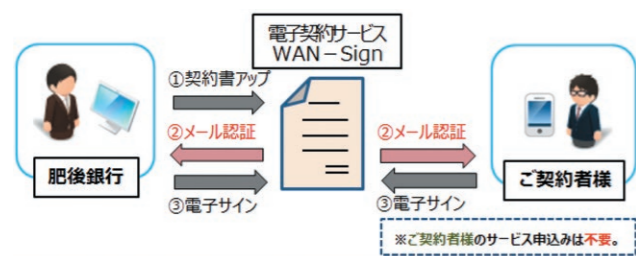 電子契約サービス
WAN-Sign
①契約書アップ
②メール認証
③電子サイン
肥後銀行
②メール認証
③電子サイン
ご契約者様
※ご契約者様のサービス申込みは不要。